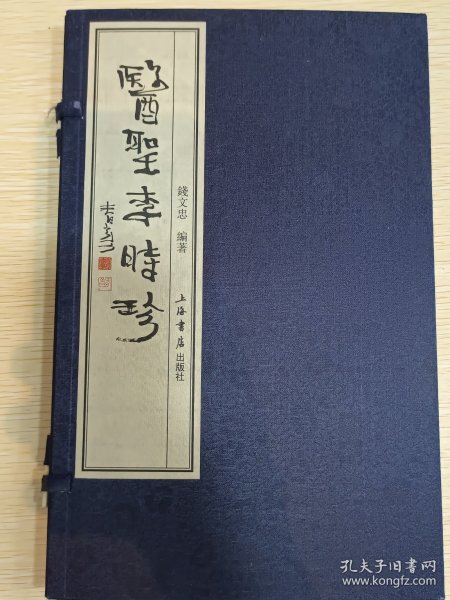 醫聖李時珍
錢文忠 編著
上海書店出版社
孔夫子旧书网
www.kongfz.com